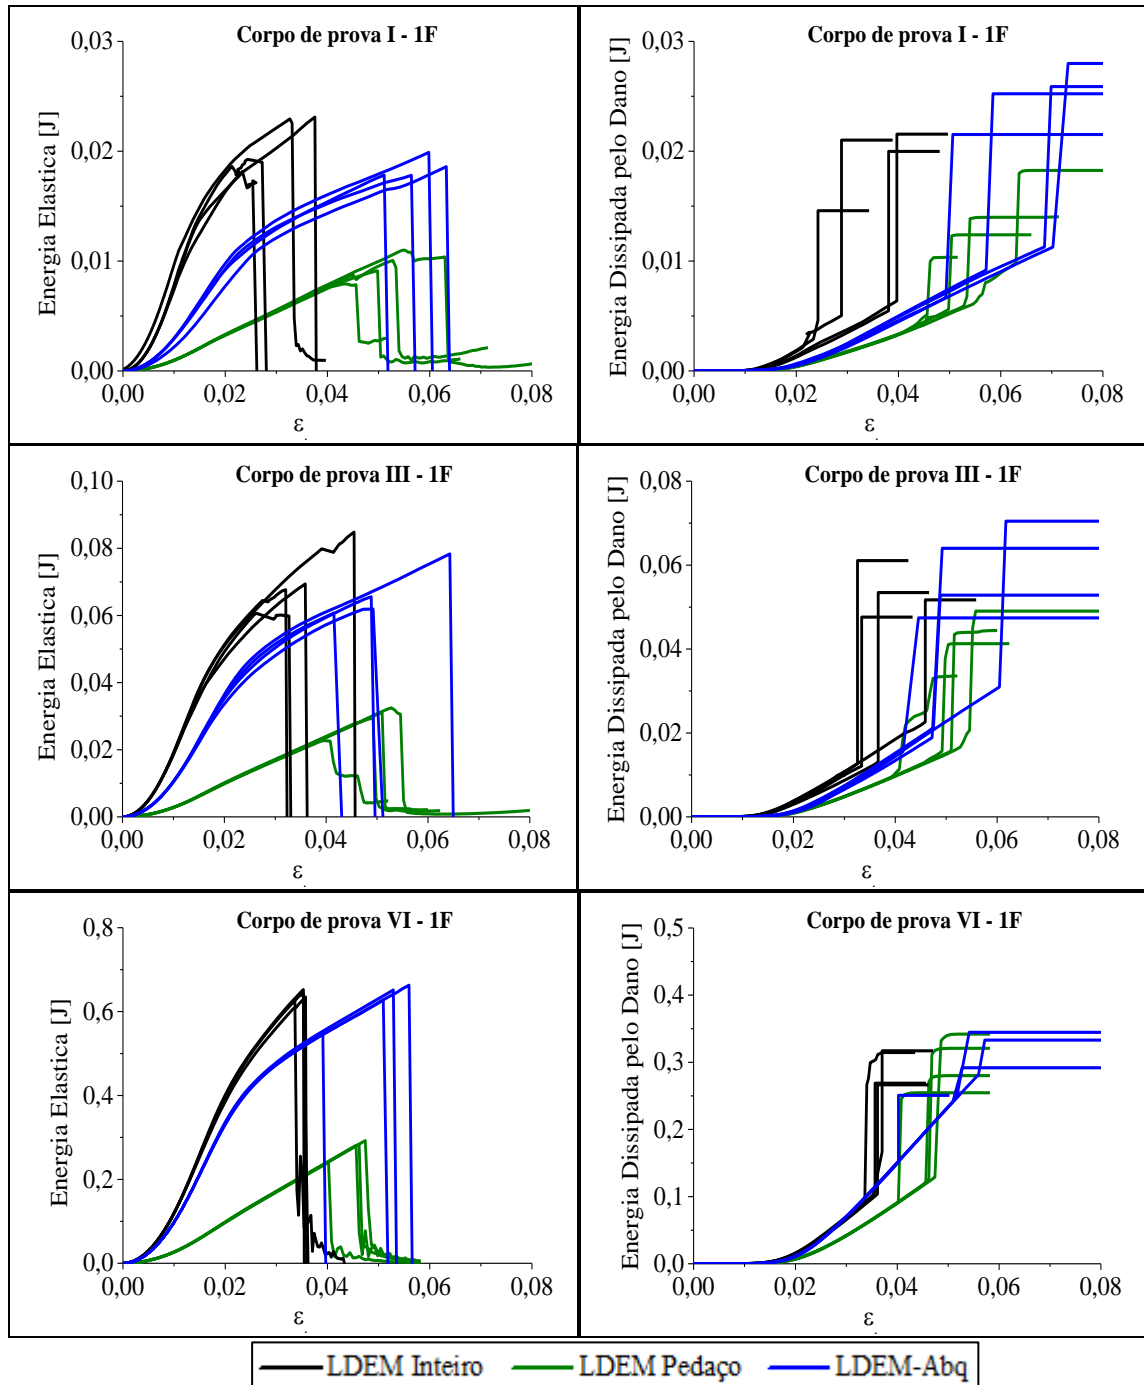 Corpo de prova I - 1F
Energia Elastica [J]
0,03
0,02
0,01
0,00
0,00 0,02 0,04 0,06 0,08
ε
Corpo de prova I - 1F
Energia Dissipada pelo Dano [J]
0,03
0,02
0,01
0,00
0,00 0,02 0,04 0,06 0,08
ε
Corpo de prova III - 1F
Energia Elastica [J]
0,10
0,08
0,06
0,04
0,02
0,00
0,00 0,02 0,04 0,06 0,08
ε
Corpo de prova III - 1F
Energia Dissipada pelo Dano [J]
0,08
0,06
0,04
0,02
0,00
0,00 0,02 0,04 0,06 0,08
ε
Corpo de prova VI - 1F
Energia Elastica [J]
0,8
0,6
0,4
0,2
0,0
0,00 0,02 0,04 0,06 0,08
ε
Corpo de prova VI - 1F
Energia Dissipada pelo Dano [J]
0,5
0,4
0,3
0,2
0,1
0,0
0,00 0,02 0,04 0,06 0,08
ε
LDEM Inteiro LDEM Pedaço LDEM-Abq